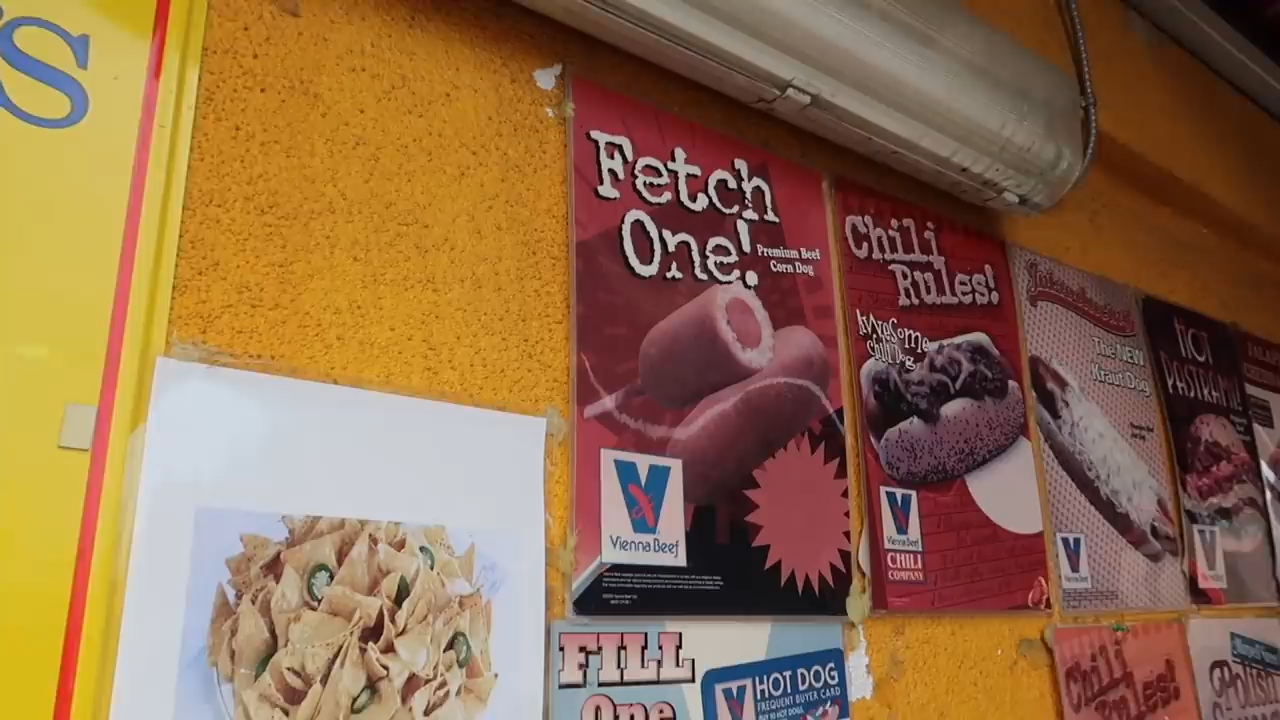 S
Fetch
One!
Premium Beef
Corn Dog
Vienna Beef
Chili
Rules!
Awesome
Chili Dog
Vienna Beef
CHILI
COMPANY
The NEW
Kraut Dog
HOT
PASTRAMI!
FILL
One
HOT DOG
FREQUENT BUYER CARD
Chili
Rules!
Polish